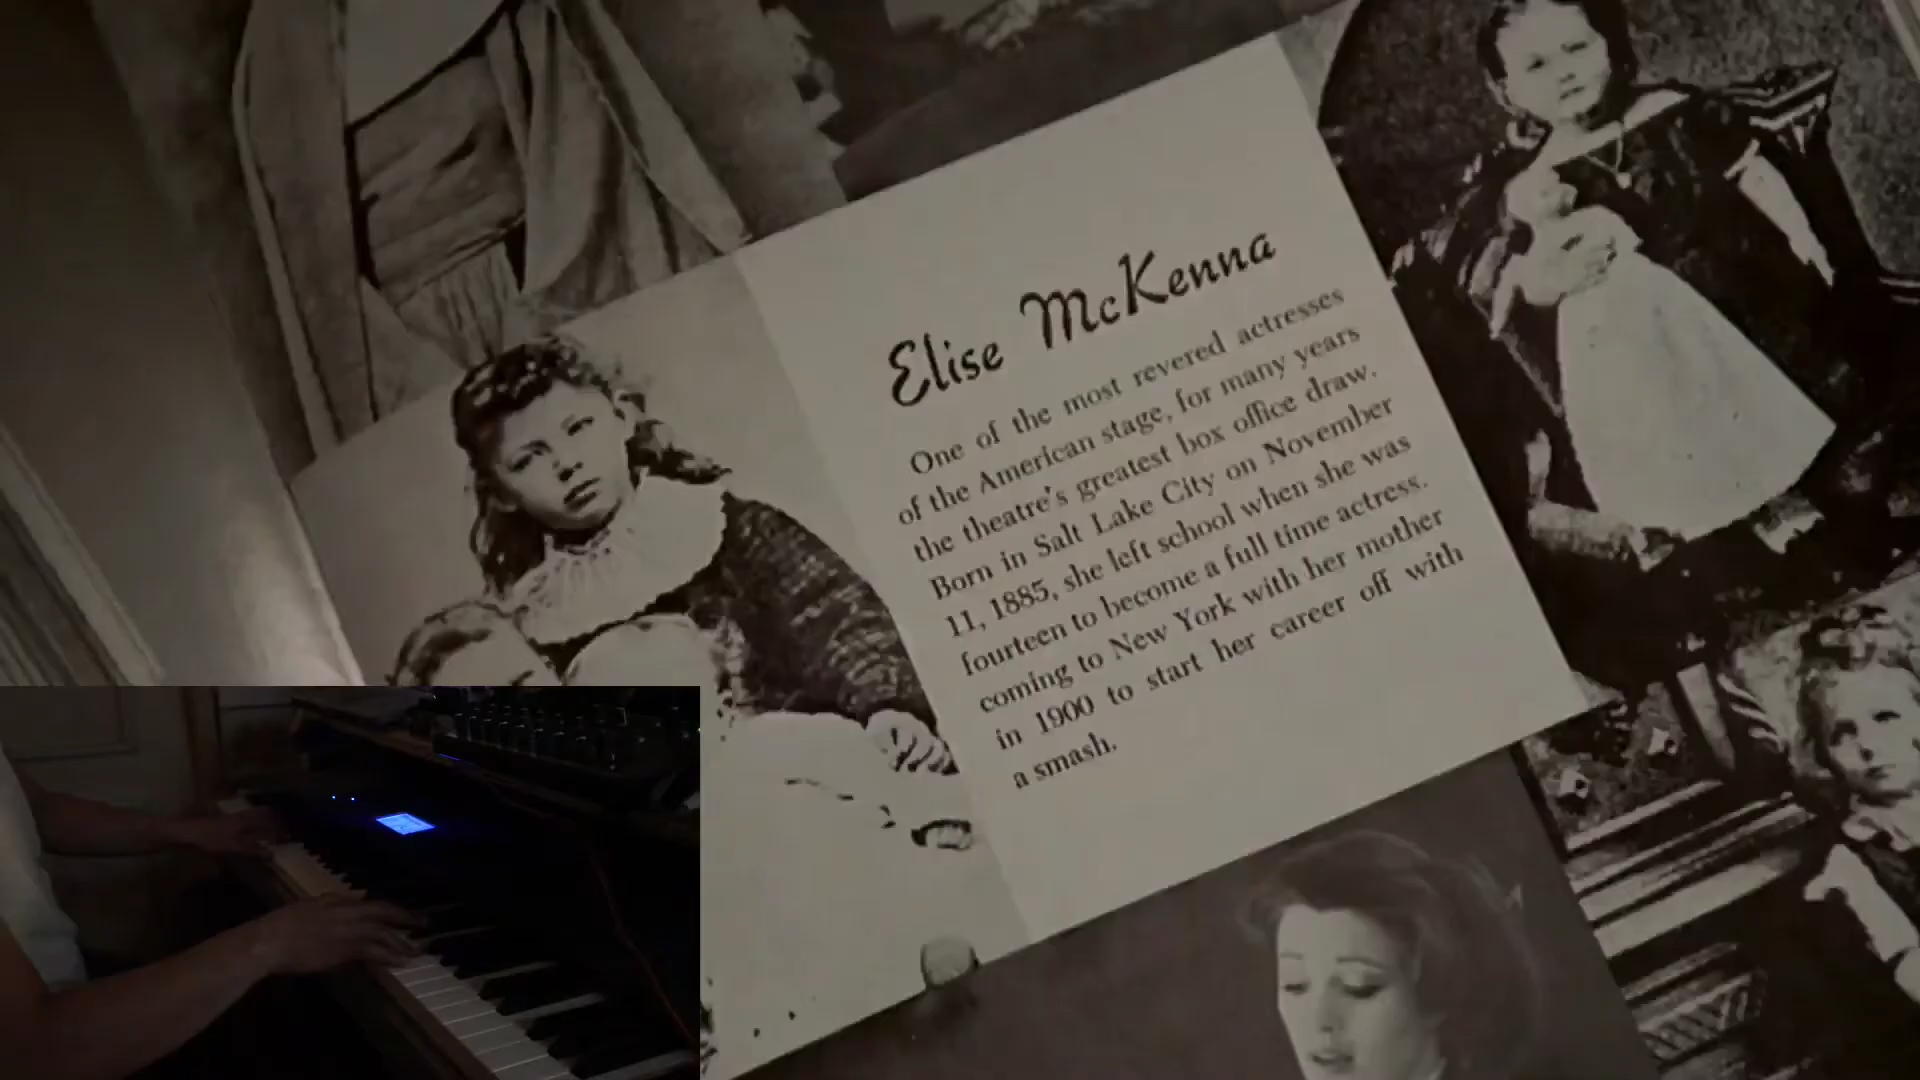 Elise McKenna
One of the most revered actresses
of the American stage, for many years
the theatre's greatest box office draw.
Born in Salt Lake City on November
11, 1885, she left school when she was
fourteen to become a full time actress.
coming to New York with her mother
in 1900 to start her career off with
a smash.